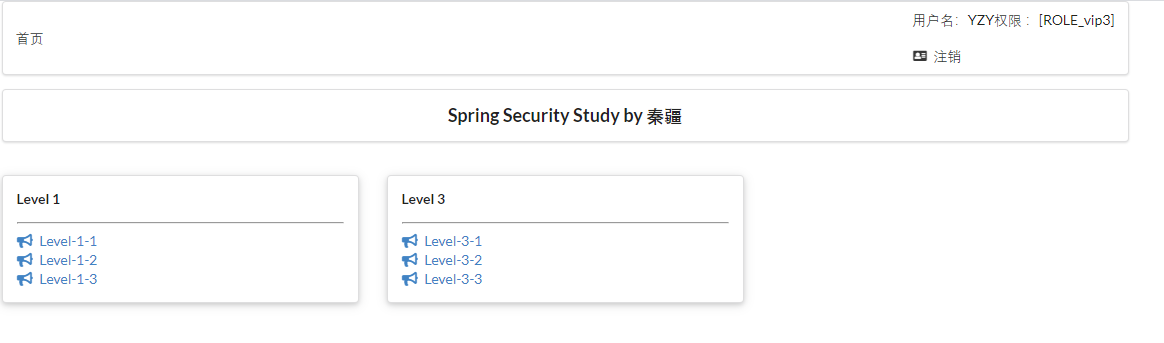 首页
用户名：YZY权限：[ROLE_vip3]
注销
Spring Security Study by 秦疆
Level 1
Level-1-1
Level-1-2
Level-1-3
Level 3
Level-3-1
Level-3-2
Level-3-3